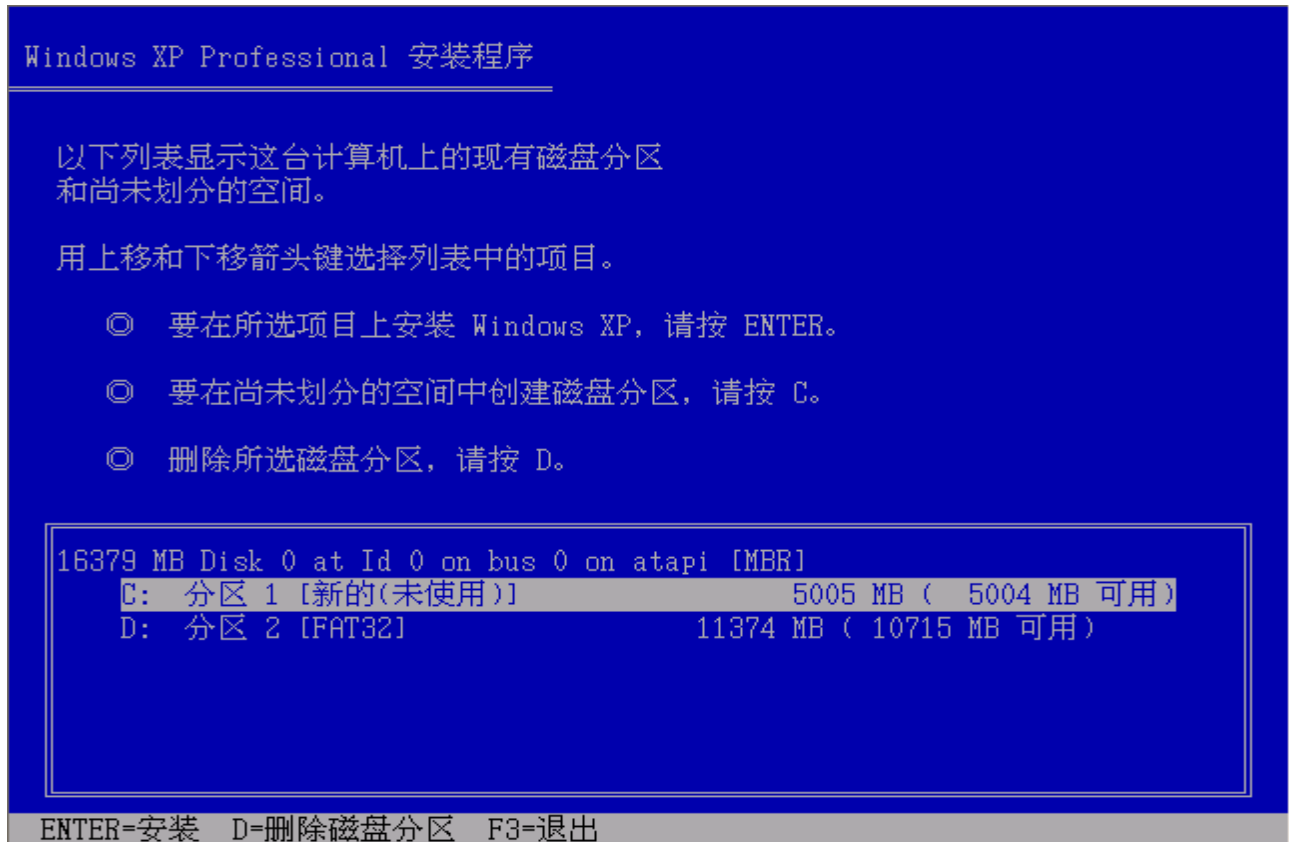 Windows XP Professional 安装程序
以下列表显示这台计算机上的现有磁盘分区
和尚未划分的空间。
用上移和下移箭头键选择列表中的项目。
◎ 要在所选项目上安装 Windows XP，请按 ENTER。
◎ 要在尚未划分的空间中创建磁盘分区，请按 C。
◎ 删除所选磁盘分区，请按 D。
16379 MB Disk 0 at Id 0 on bus 0 on atapi [MBR]
C: 分区 1 [新的(未使用)] 5005 MB ( 5004 MB 可用)
D: 分区 2 [FAT32] 11374 MB ( 10715 MB 可用)
ENTER=安装 D=删除磁盘分区 F3=退出